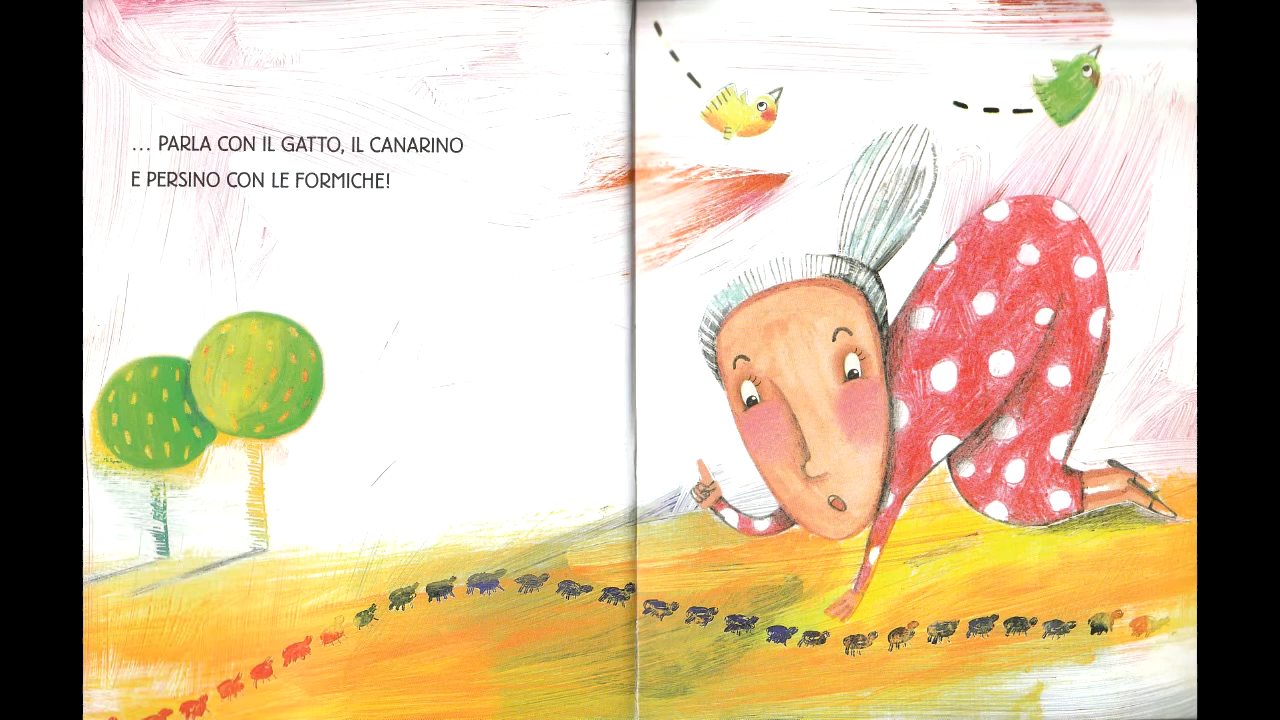 ... PARLA CON IL GATTO, IL CANARINO
E PERSINO CON LE FORMICHE!